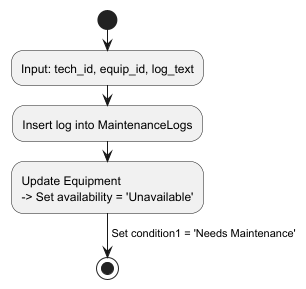 Input: tech_id, equip_id, log_text
Insert log into MaintenanceLogs
Update Equipment
-> Set availability = 'Unavailable'
Set condition1 = 'Needs Maintenance'